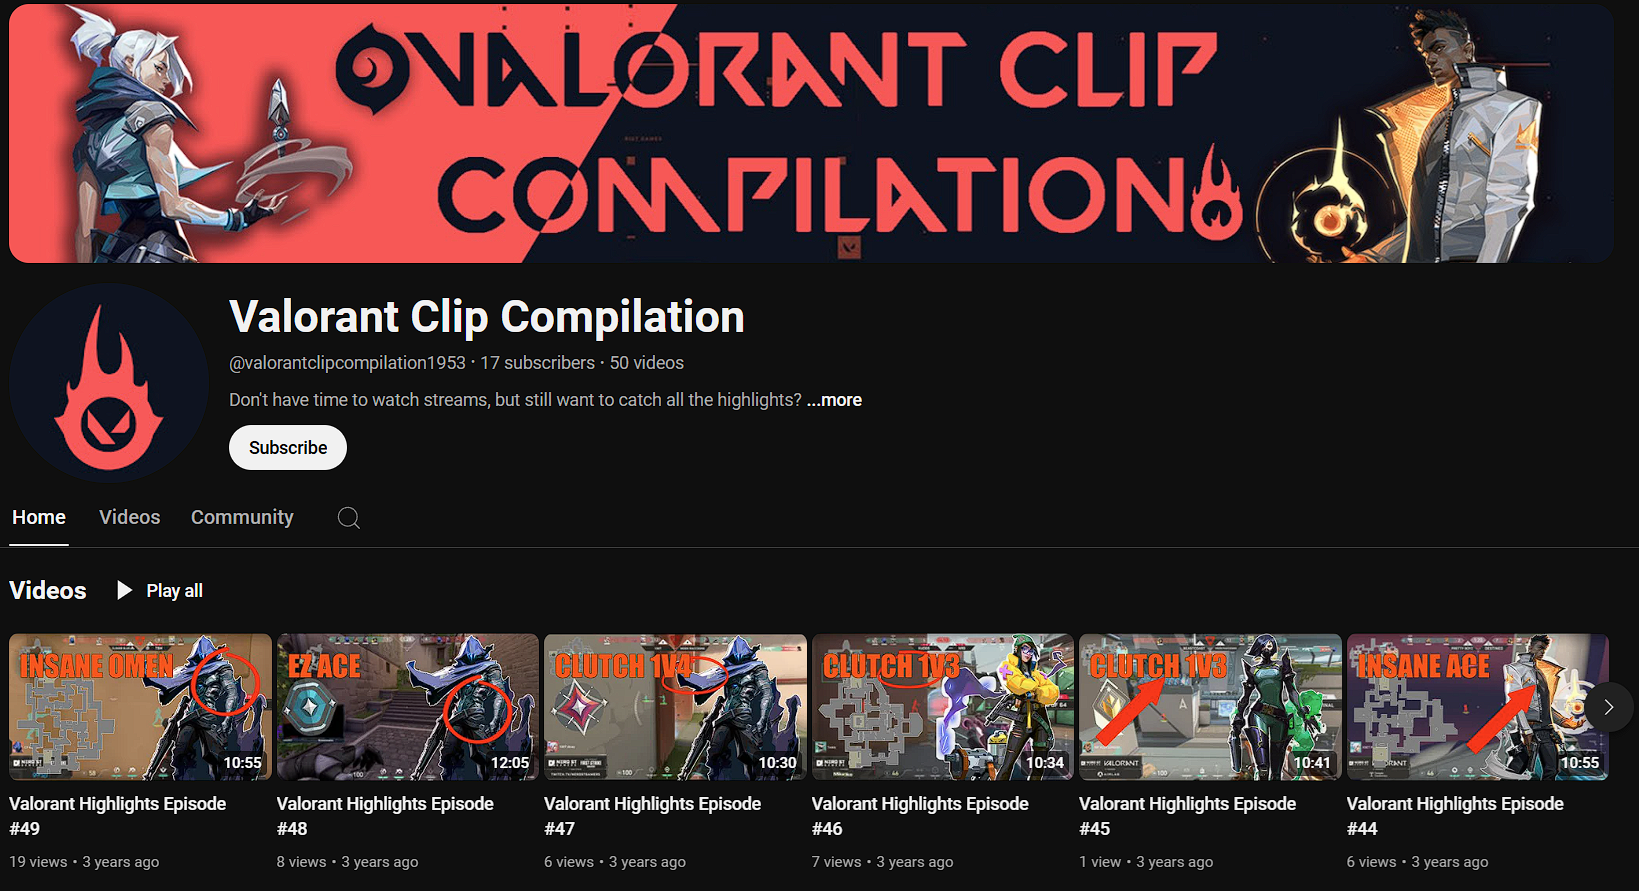 VALORANT CLIP
RIOT GAMES
COMPILATION
Valorant Clip Compilation
@valorantclipcompilation1953 · 17 subscribers · 50 videos
Don't have time to watch streams, but still want to catch all the highlights? ...more
Subscribe
Home Videos Community
Videos Play all
INSANE OMEN
10:55
EZ ACE
12:05
CLUTCH 1V4
10:30
CLUTCH 1V3
10:34
CLUTCH 1V3
VALORANT
10:41
INSANE ACE
10:55
Valorant Highlights Episode
#49
19 views • 3 years ago
Valorant Highlights Episode
#48
8 views • 3 years ago
Valorant Highlights Episode
#47
6 views • 3 years ago
Valorant Highlights Episode
#46
7 views • 3 years ago
Valorant Highlights Episode
#45
1 view • 3 years ago
Valorant Highlights Episode
#44
6 views • 3 years ago